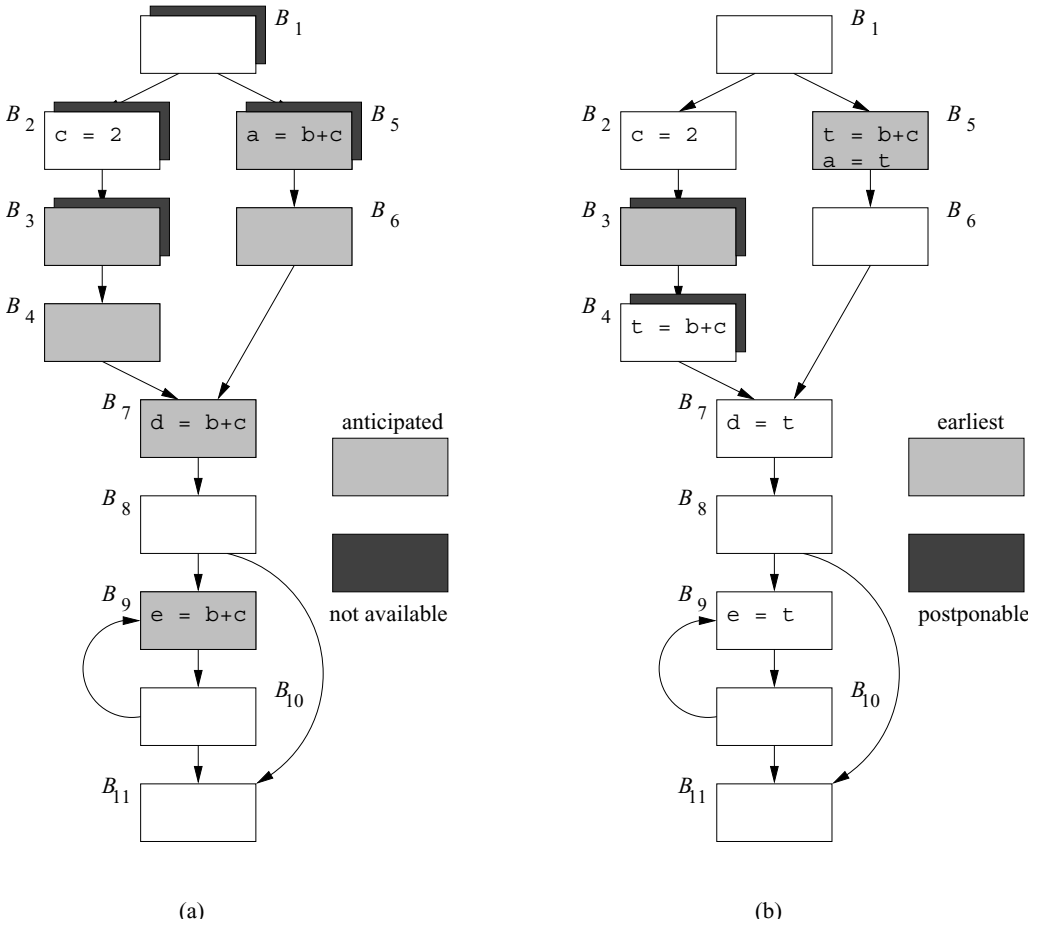 B1
B2
c = 2
a = b+c
B5
B3
B6
B4
B7
d = b+c
anticipated
B8
B9
e = b+c
not available
B10
B11
(a)
B1
B2
c = 2
t = b+c
a = t
B5
B3
B6
B4
t = b+c
B7
d = t
earliest
B8
B9
e = t
postponable
B10
B11
(b)